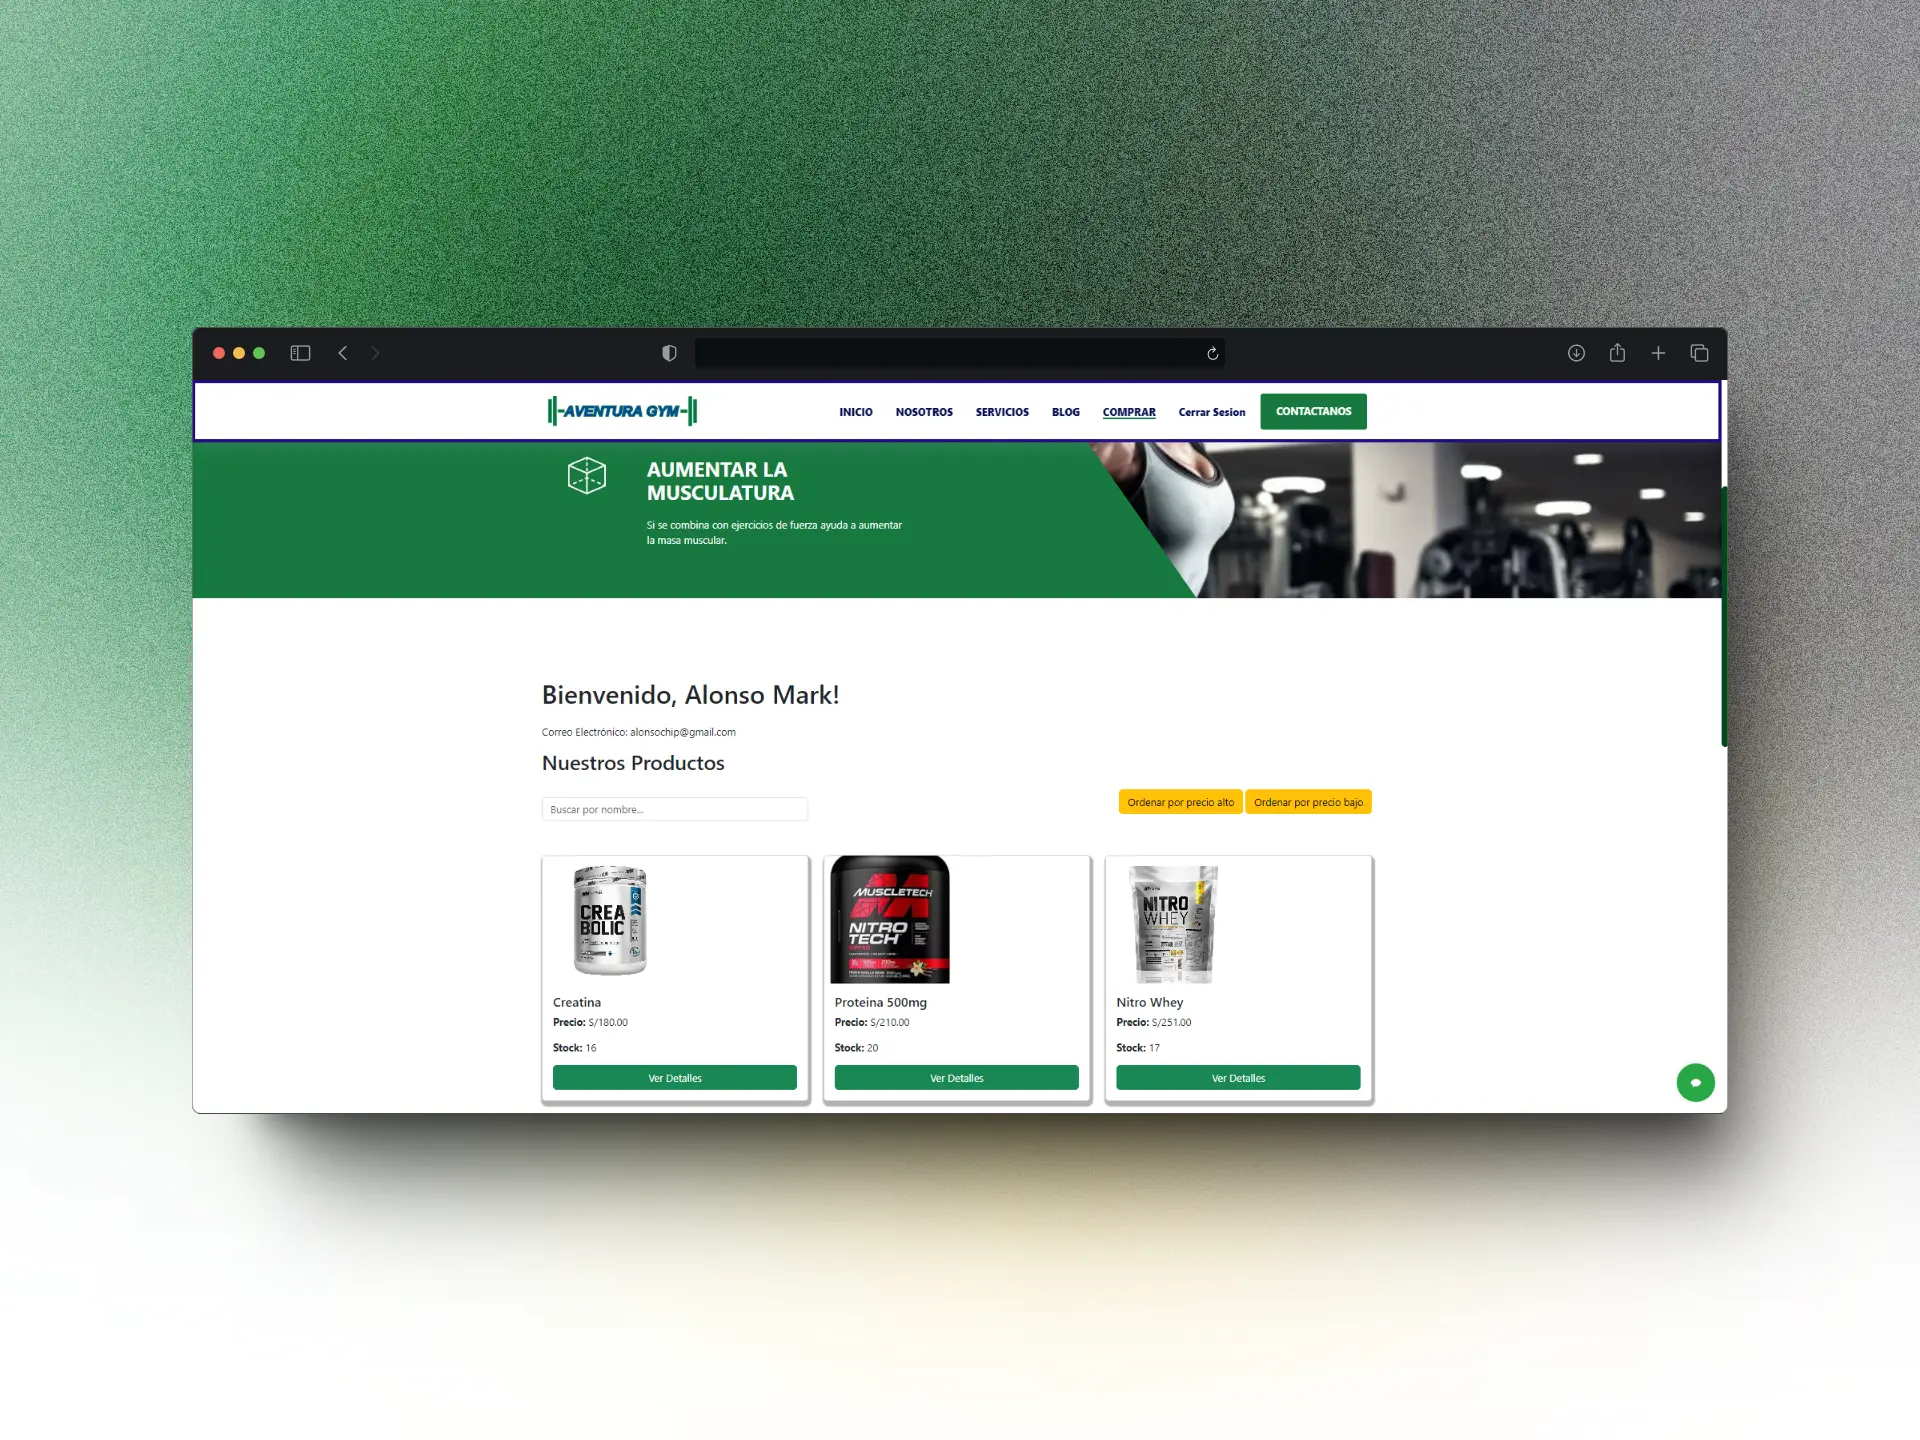 AVENTURA GYM
INICIO NOSOTROS SERVICIOS BLOG COMPRAR Cerrar Sesion CONTACTANOS
AUMENTAR LA
MUSCULATURA
Si se combina con ejercicios de fuerza ayuda a aumentar
la masa muscular.
Bienvenido, Alonso Mark!
Correo Electrónico: alonsochip@gmail.com
Nuestros Productos
Buscar por nombre...
Ordenar por precio alto Ordenar por precio bajo
CREA
BOLIC
MUSCLETECH
NITRO
TECH
NITRO
WHEY
Creatina
Precio: S/180.00
Stock: 16
Ver Detalles
Proteina 500mg
Precio: S/210.00
Stock: 20
Ver Detalles
Nitro Whey
Precio: S/251.00
Stock: 17
Ver Detalles